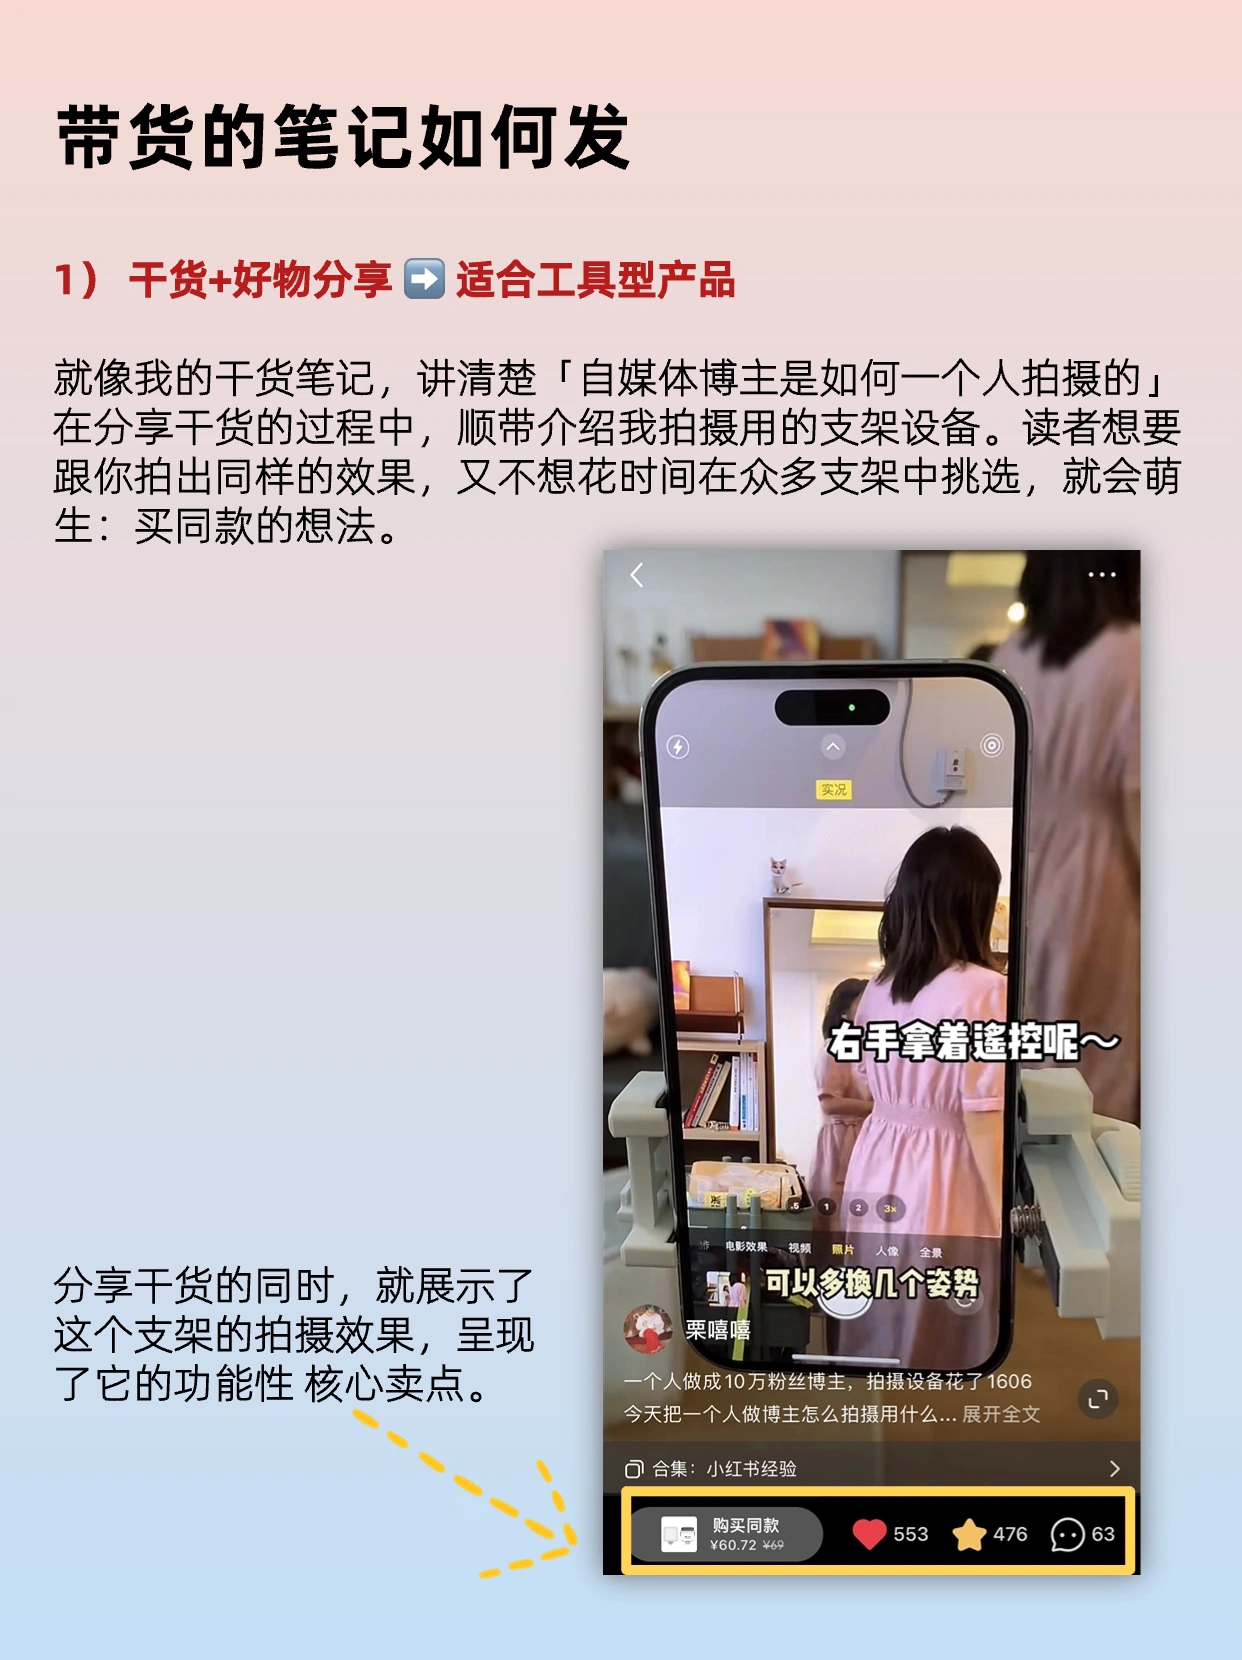 带货的笔记如何发
1） 干货+好物分享 ➡️ 适合工具型产品
就像我的干货笔记，讲清楚「自媒体博主是如何一个人拍摄的」
在分享干货的过程中，顺带介绍我拍摄用的支架设备。读者想要
跟你拍出同样的效果，又不想花时间在众多支架中挑选，就会萌
生：买同款的想法。
实况
右手拿着遥控呢～
.5 1 2 3×
作 电影效果 视频 照片 人像 全景
可以多换几个姿势
栗嘻嘻
一个人做成10万粉丝博主，拍摄设备花了1606
今天把一个人做博主怎么拍摄用什么... 展开全文
合集：小红书经验
购买同款
¥60.72 ¥69
553 476 63
分享干货的同时，就展示了
这个支架的拍摄效果，呈现
了它的功能性 核心卖点。